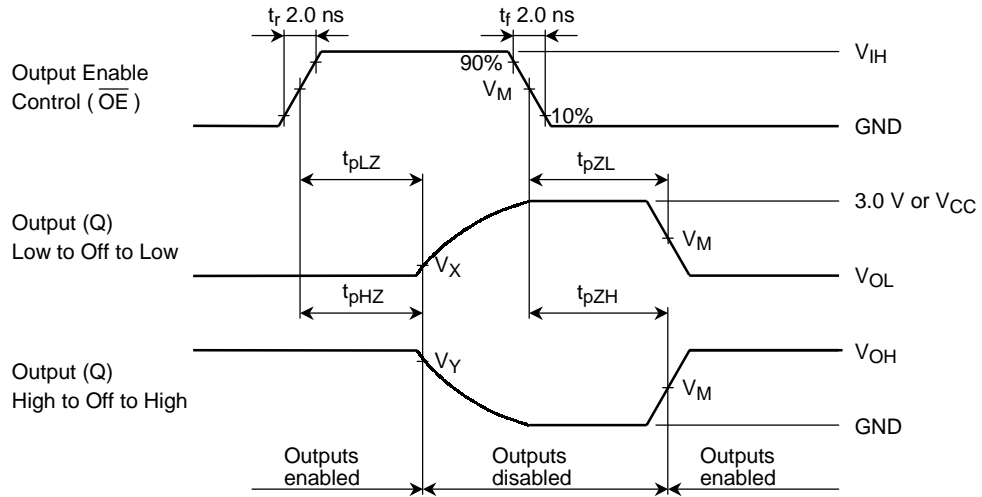 tr 2.0 ns
tf 2.0 ns
Output Enable
Control ( OE )
90%
VM
10%
VIH
GND
tpLZ
tpZL
Output (Q)
Low to Off to Low
VX
3.0 V or VCC
VM
VOL
tpHZ
tpZH
Output (Q)
High to Off to High
VY
VOH
VM
GND
Outputs
enabled
Outputs
disabled
Outputs
enabled